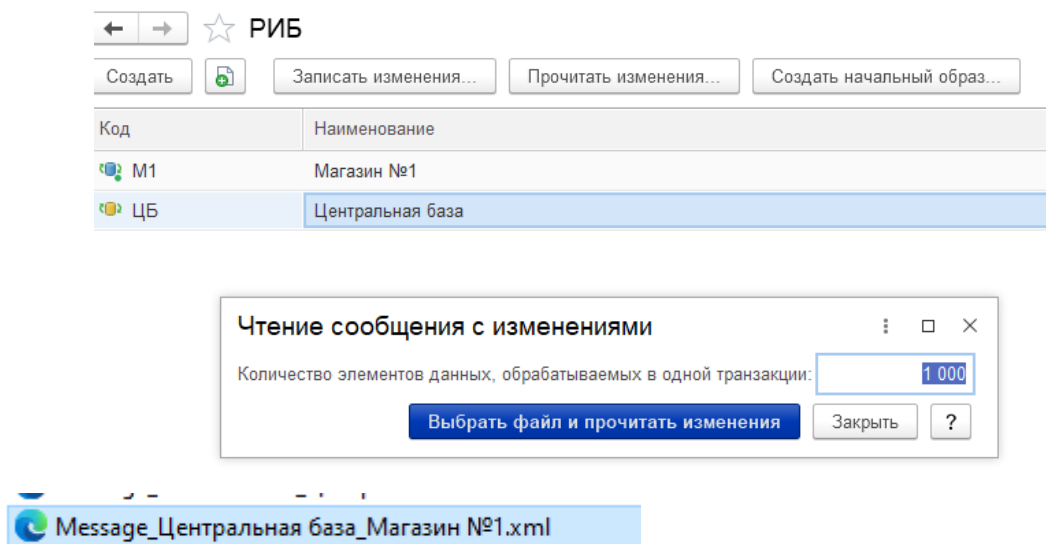 РИБ
Создать Записать изменения... Прочитать изменения... Создать начальный образ...
Код Наименование
М1 Магазин №1
ЦБ Центральная база
Чтение сообщения с изменениями
Количество элементов данных, обрабатываемых в одной транзакции: 1 000
Выбрать файл и прочитать изменения Закрыть ?
Message_Центральная база_Магазин №1.xml